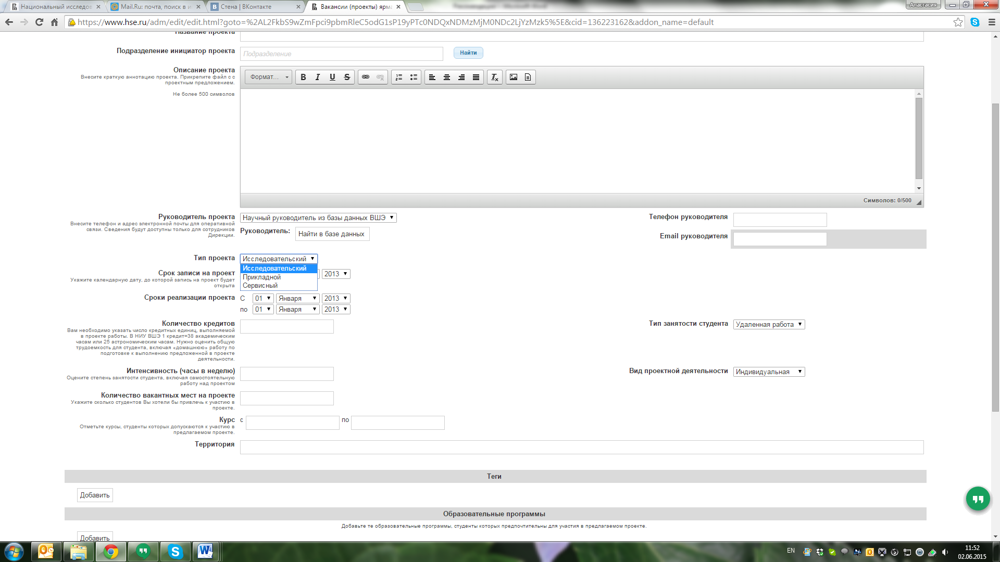 Национальный исследов
Mail.Ru: почта, поиск в и
Стена | ВКонтакте
Вакансии (проекты) ярма
Анастасия
https://www.hse.ru/adm/edit/edit.html?goto=%2AL2FkbS9wZmFpci9pbmRleC5odG1sP19yPTc0NDQxNDMzMjM0NDc2LjYzMzk5%5E&cid=136223162&addon_name=default
Название проекта
Подразделение инициатор проекта
Подразделение
Найти
Описание проекта
Внесите краткую аннотацию проекта. Прикрепите файл с с
проектным предложением.
Не более 500 символов
Формат...
B I U S
Символов: 0/500
Руководитель проекта
Внесите телефон и адрес электронной почты для оперативной
связи. Сведения будут доступны только для сотрудников
Дирекции.
Научный руководитель из базы данных ВШЭ
Руководитель:
Найти в базе данных
Телефон руководителя
Email руководителя
Тип проекта
Исследовательский
Исследовательский
Прикладной
Сервисный
Срок записи на проект
Укажите календарную дату, до которой запись на проект будет
открыта
2013
Сроки реализации проекта
С 01 Января 2013
по 01 Января 2013
Количество кредитов
Вам необходимо указать число кредитных единиц, выполняемой
в проекте работы. В НИУ ВШЭ 1 кредит=38 академическим
часам или 25 астрономическим часам. Нужно оценить общую
трудоемкость для студента, включая «домашнюю» работу по
подготовке к выполнению предложенной в проекте
деятельности.
Тип занятости студента
Удаленная работа
Интенсивность (часы в неделю)
Оцените степень занятости студента, включая самостоятельную
работу над проектом
Вид проектной деятельности
Индивидуальная
Количество вакантных мест на проекте
Укажите сколько студентов Вы хотели бы привлечь к участию в
проекте.
Курс
Отметьте курсы, студенты которых допускаются к участию в
предлагаемом проекте.
с
по
Территория
Теги
Добавить
Образовательные программы
Добавьте те образовательные программы, студенты которых предпочтительны для участия в предлагаемом проекте.
Добавить
EN
11:52
02.06.2015